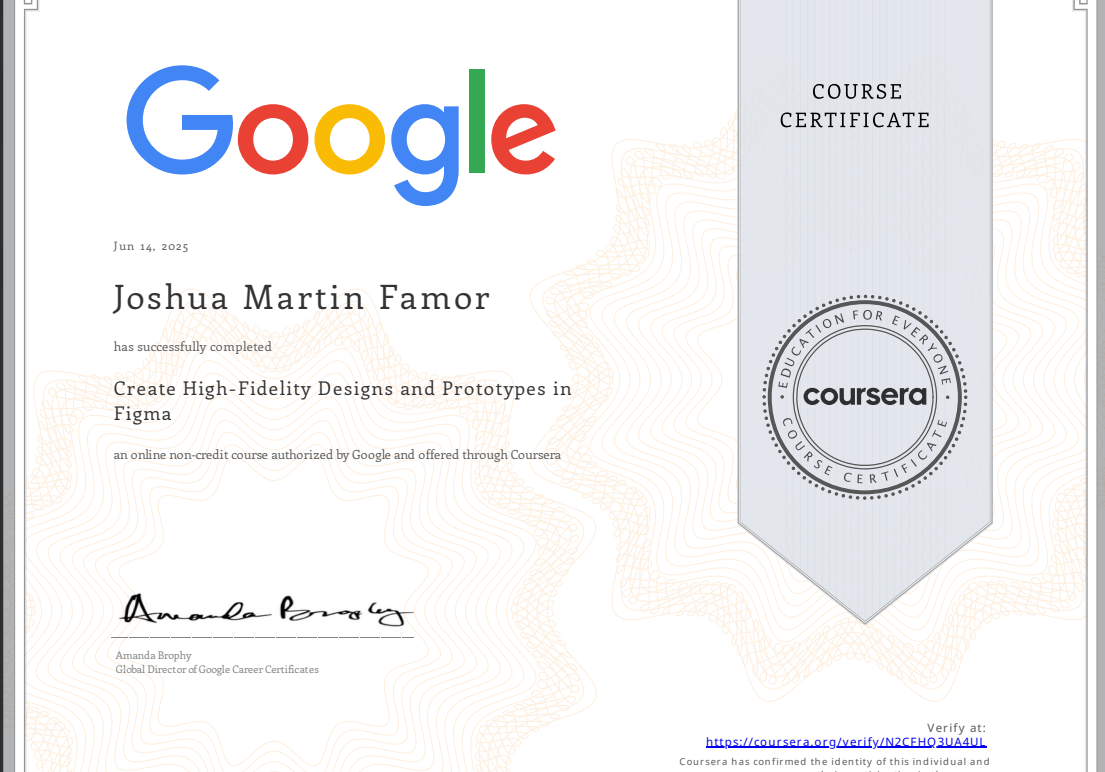 Google
COURSE
CERTIFICATE
Jun 14, 2025
Joshua Martin Famor
has successfully completed
Create High-Fidelity Designs and Prototypes in
Figma
an online non-credit course authorized by Google and offered through Coursera
EDUCATION FOR EVERYONE
coursera
COURSE CERTIFICATE
Amanda Brophy
Amanda Brophy
Global Director of Google Career Certificates
Verify at:
https://coursera.org/verify/N2CFHQ3UA4UL
Coursera has confirmed the identity of this individual and